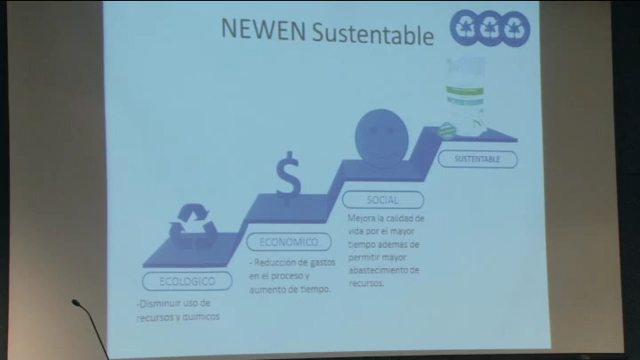 NEWEN Sustentable
SUSTENTABLE
SOCIAL
Mejora la calidad de
vida por el mayor
tiempo además de
permitir mayor
abastecimiento de
recursos.
ECONOMICO
- Reducción de gastos
en el proceso y
aumento de tiempo.
ECOLOGICO
-Disminuir uso de
recursos y quimicos